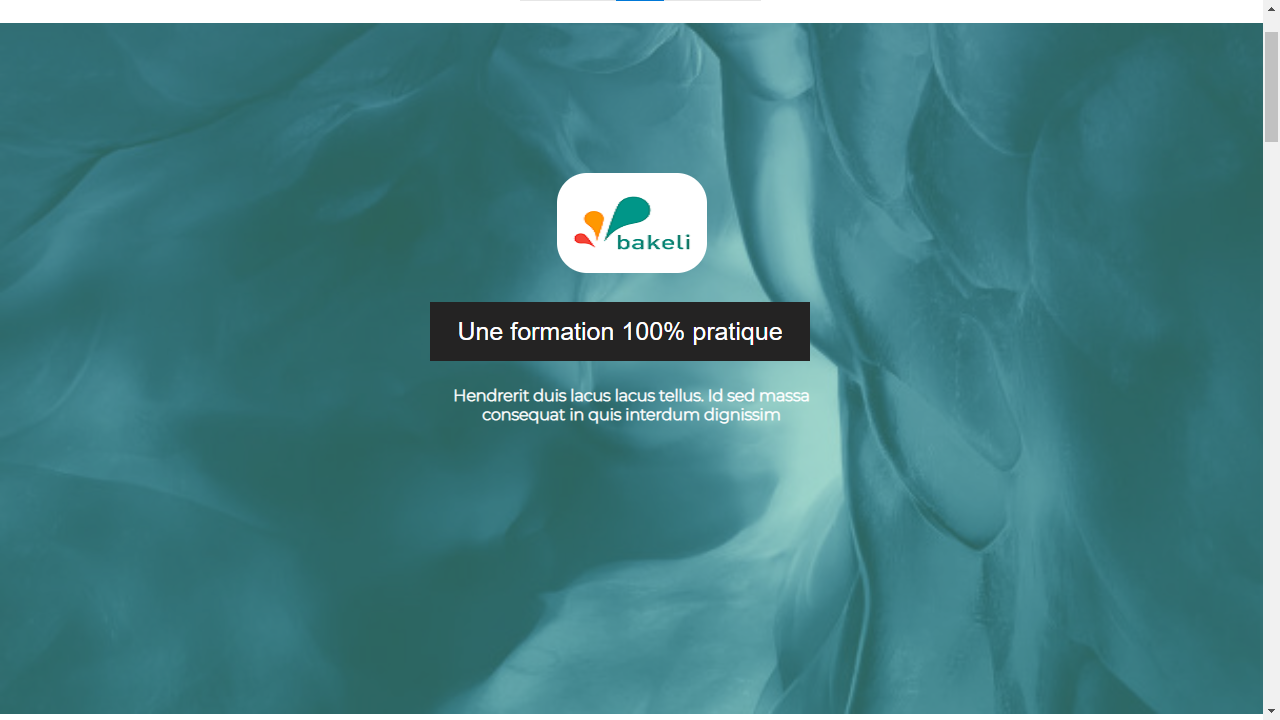 bakeli
Une formation 100% pratique
Hendrerit duis lacus lacus tellus. Id sed massa
consequat in quis interdum dignissim